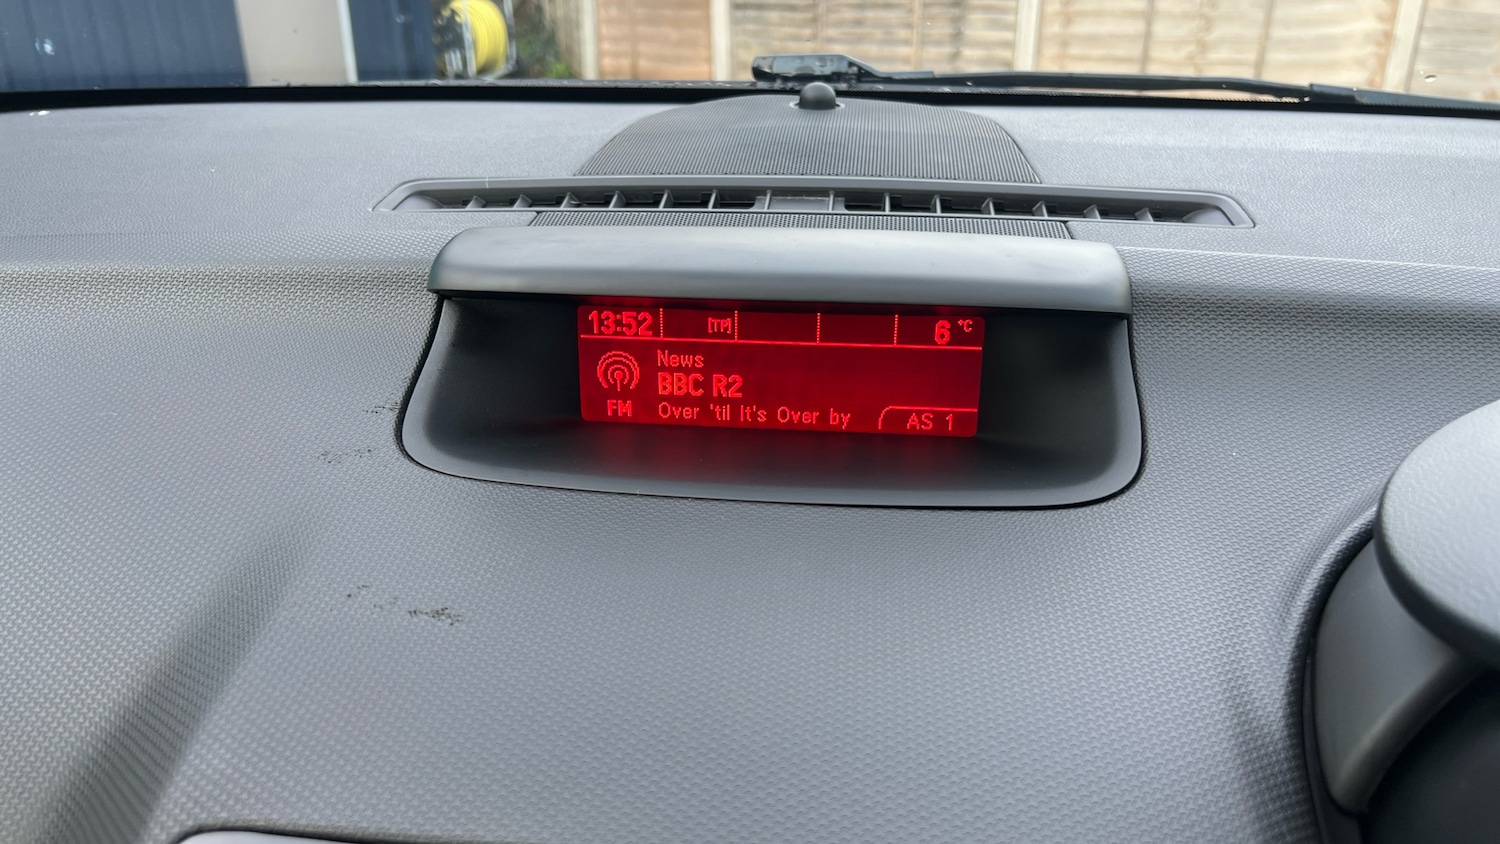 13:52 [TP] 6 °C
News
BBC R2
FM Over 'til It's Over by AS 1